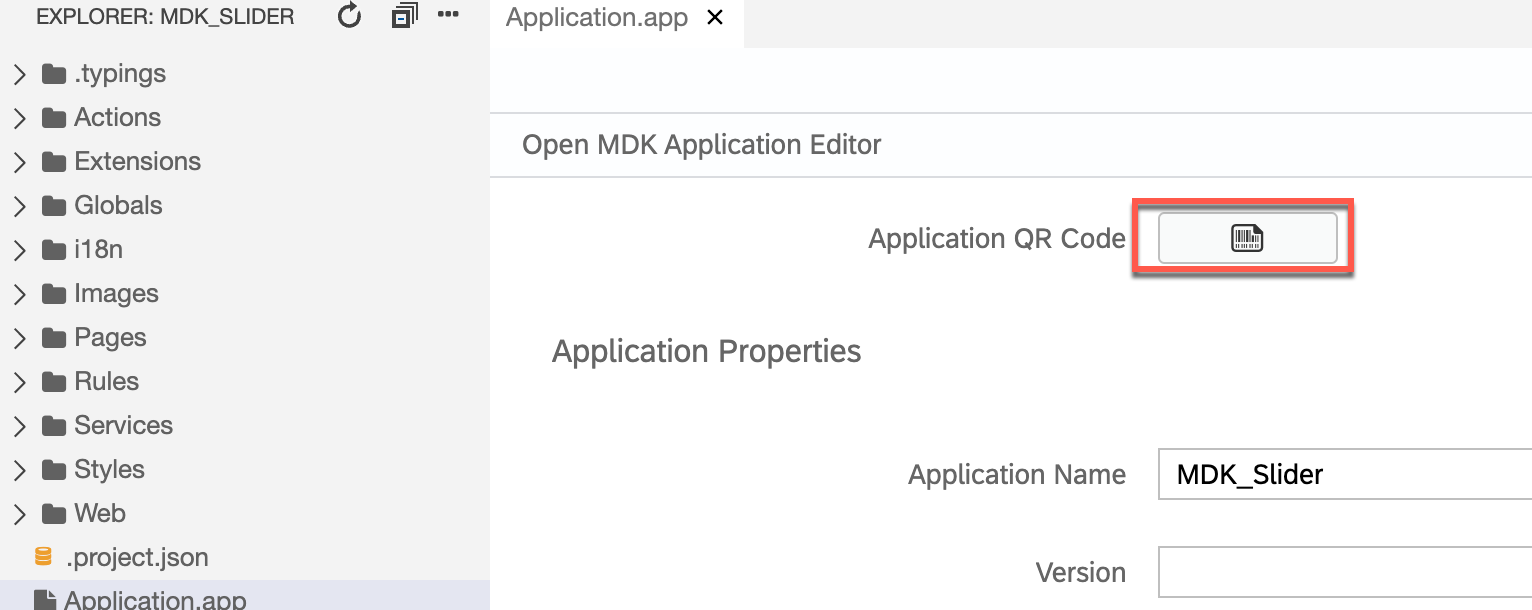 EXPLORER: MDK_SLIDER
.typings
Actions
Extensions
Globals
i18n
Images
Pages
Rules
Services
Styles
Web
.project.json
Application.app
Application.app
Open MDK Application Editor
Application QR Code
Application Properties
Application Name MDK_Slider
Version